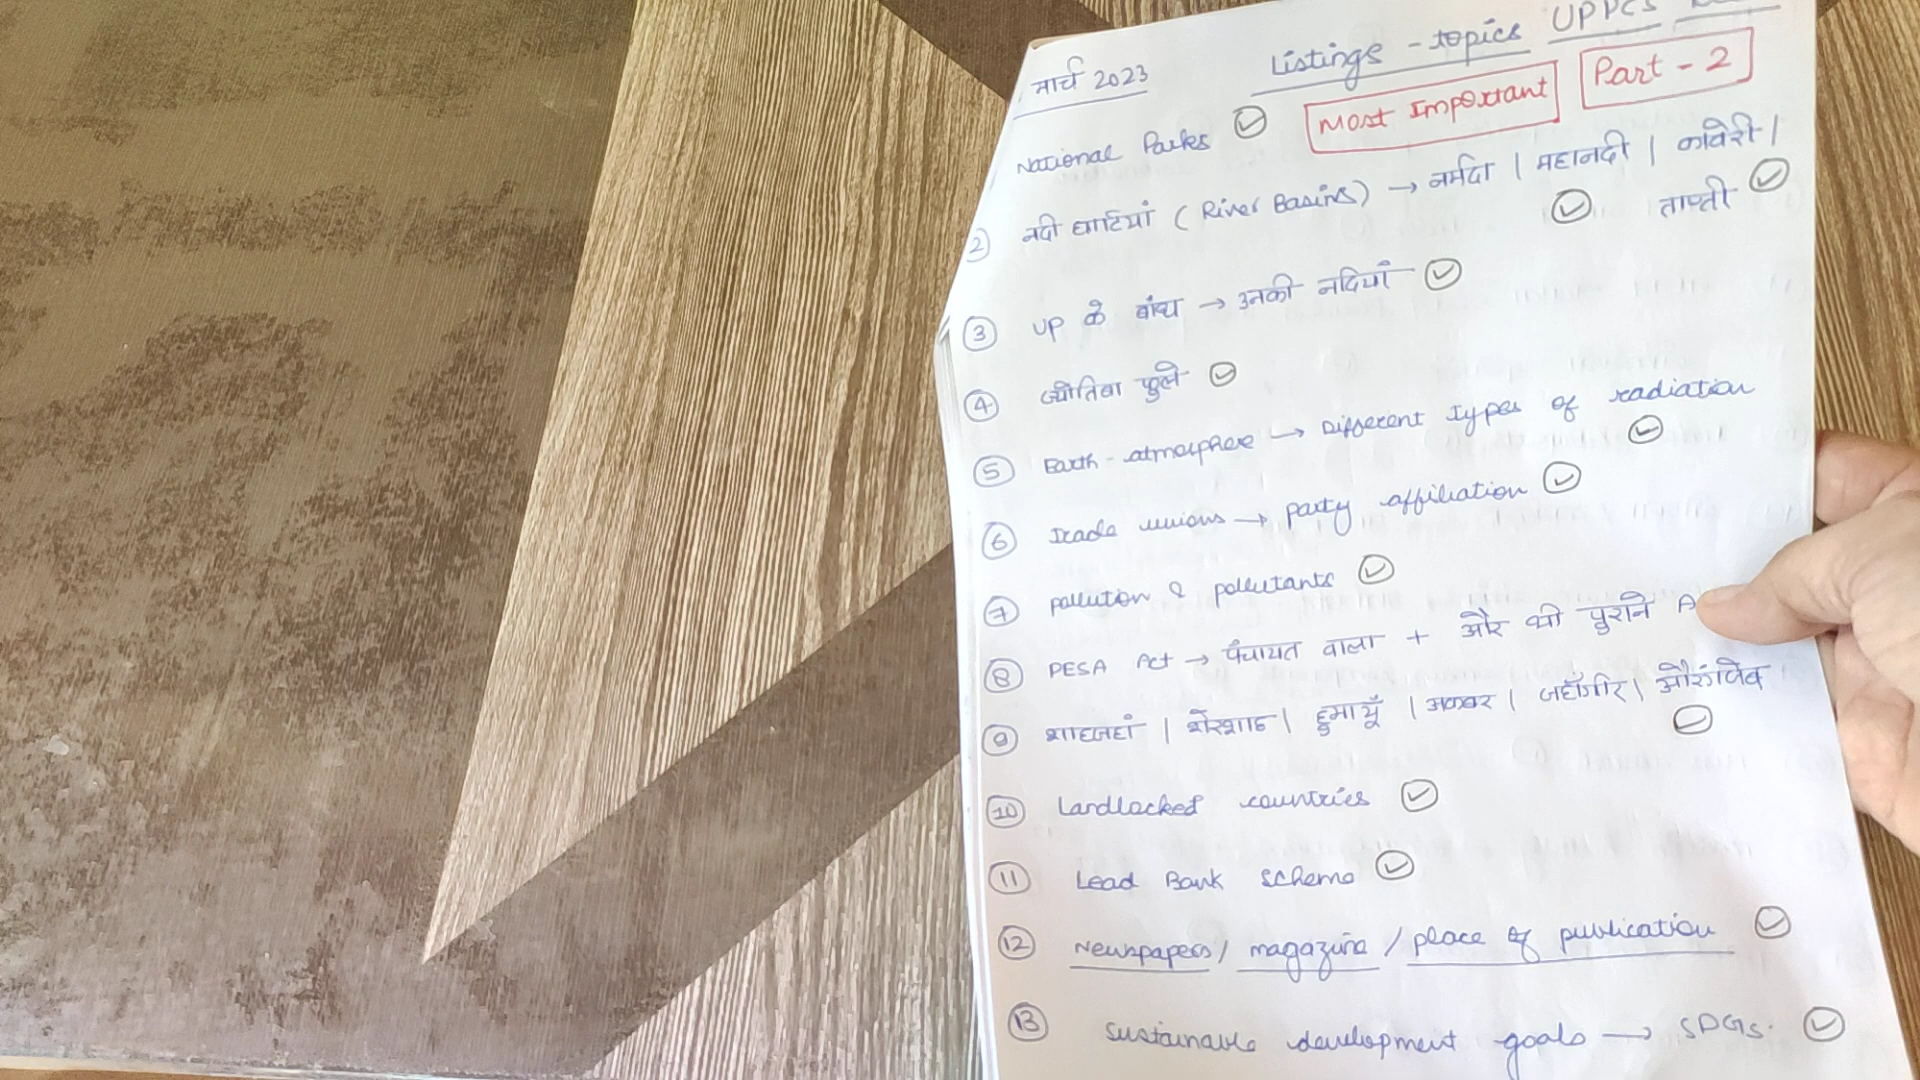 मार्च 2023
Listings - topics UPPCS
Most Important Part - 2
National Parks
2 नदी घाटियां (River Basins) → नर्मदा | महानदी | कावेरी |
ताप्ती
3 UP के बांध → उनकी नदियां
4 ज्योतिबा फुले
5 Earth - atmosphere → Different types of radiation
6 Trade unions → party affiliation
7 pollution & pollutants
8 PESA Act → पंचायत वाला + और भी पुराने
9 शाहजहां | शेरशाह | हुमायूँ | अकबर | जहाँगीर | औरंगजेब
10 Landlocked countries
11 Lead Bank Scheme
12 Newspapers / magazine / place of publication
13 Sustainable development goals → SDGs.